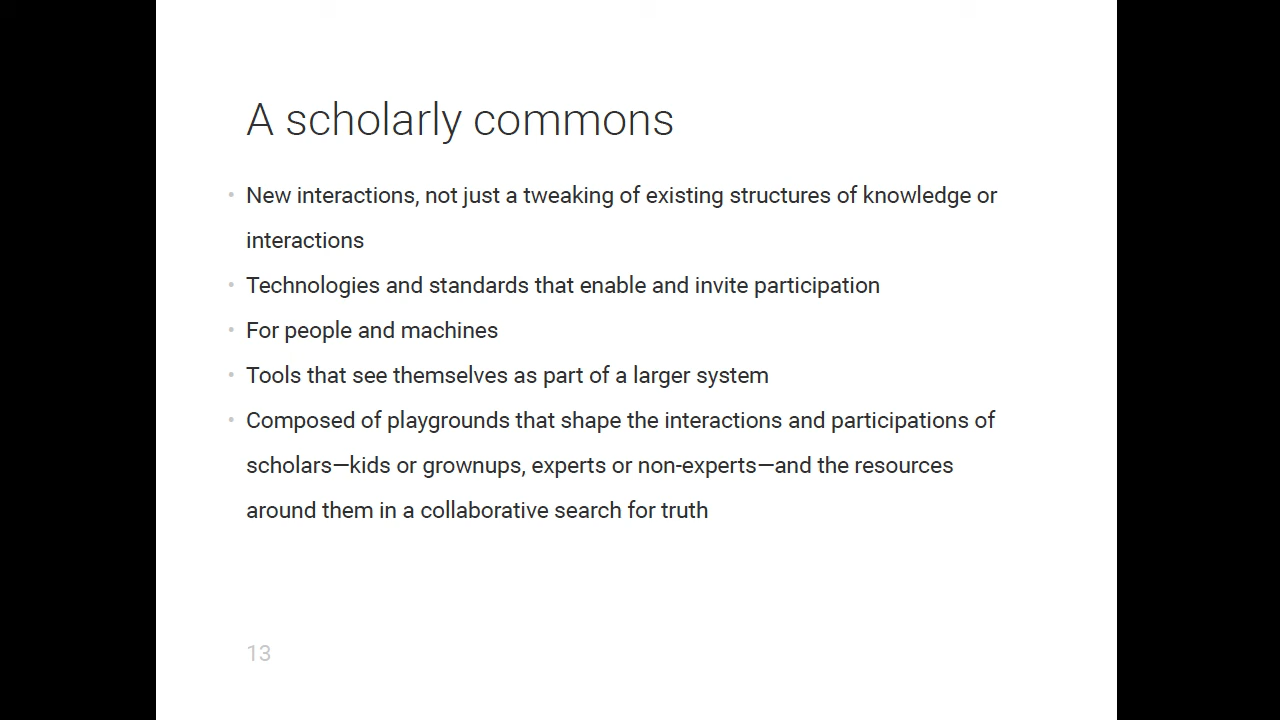 A scholarly commons
• New interactions, not just a tweaking of existing structures of knowledge or
interactions
• Technologies and standards that enable and invite participation
• For people and machines
• Tools that see themselves as part of a larger system
• Composed of playgrounds that shape the interactions and participations of
scholars—kids or grownups, experts or non-experts—and the resources
around them in a collaborative search for truth
13